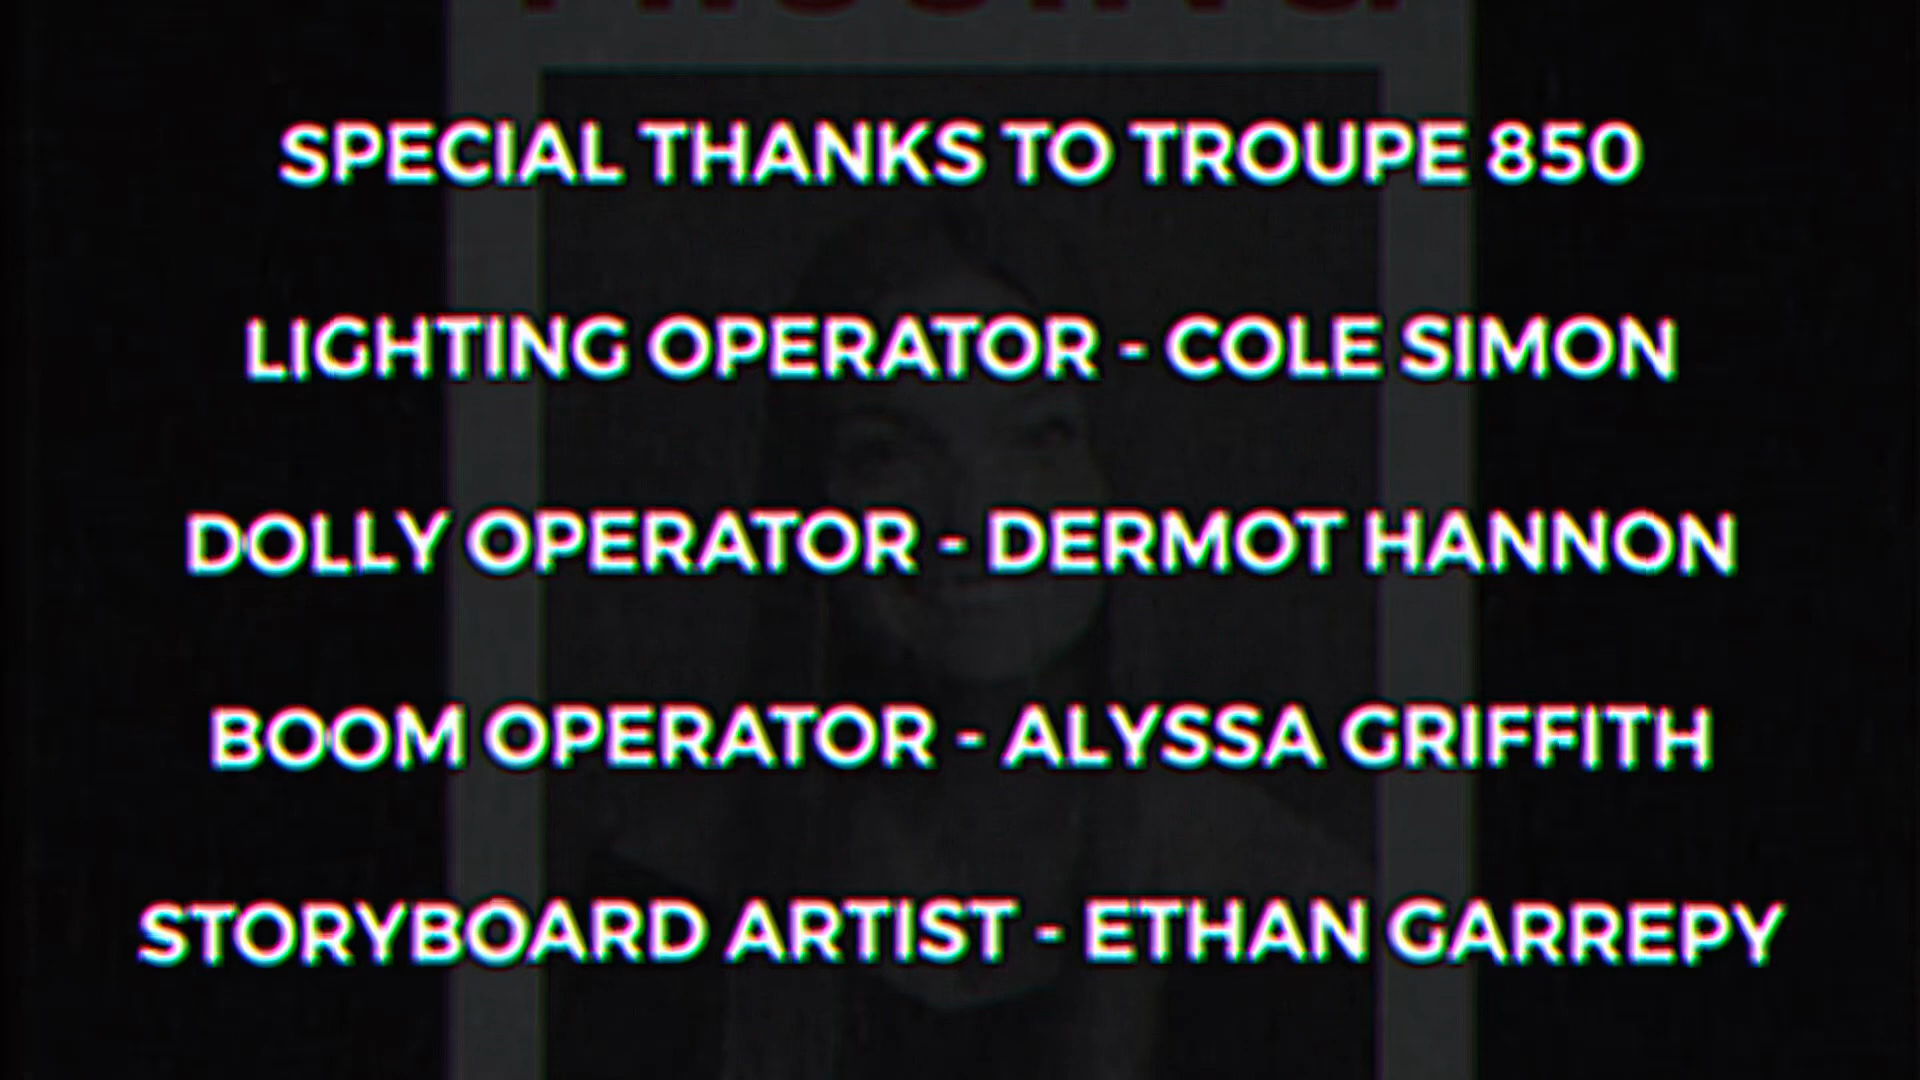 SPECIAL THANKS TO TROUPE 850
LIGHTING OPERATOR - COLE SIMON
DOLLY OPERATOR - DERMOT HANNON
BOOM OPERATOR - ALYSSA GRIFFITH
STORYBOARD ARTIST - ETHAN GARREPY